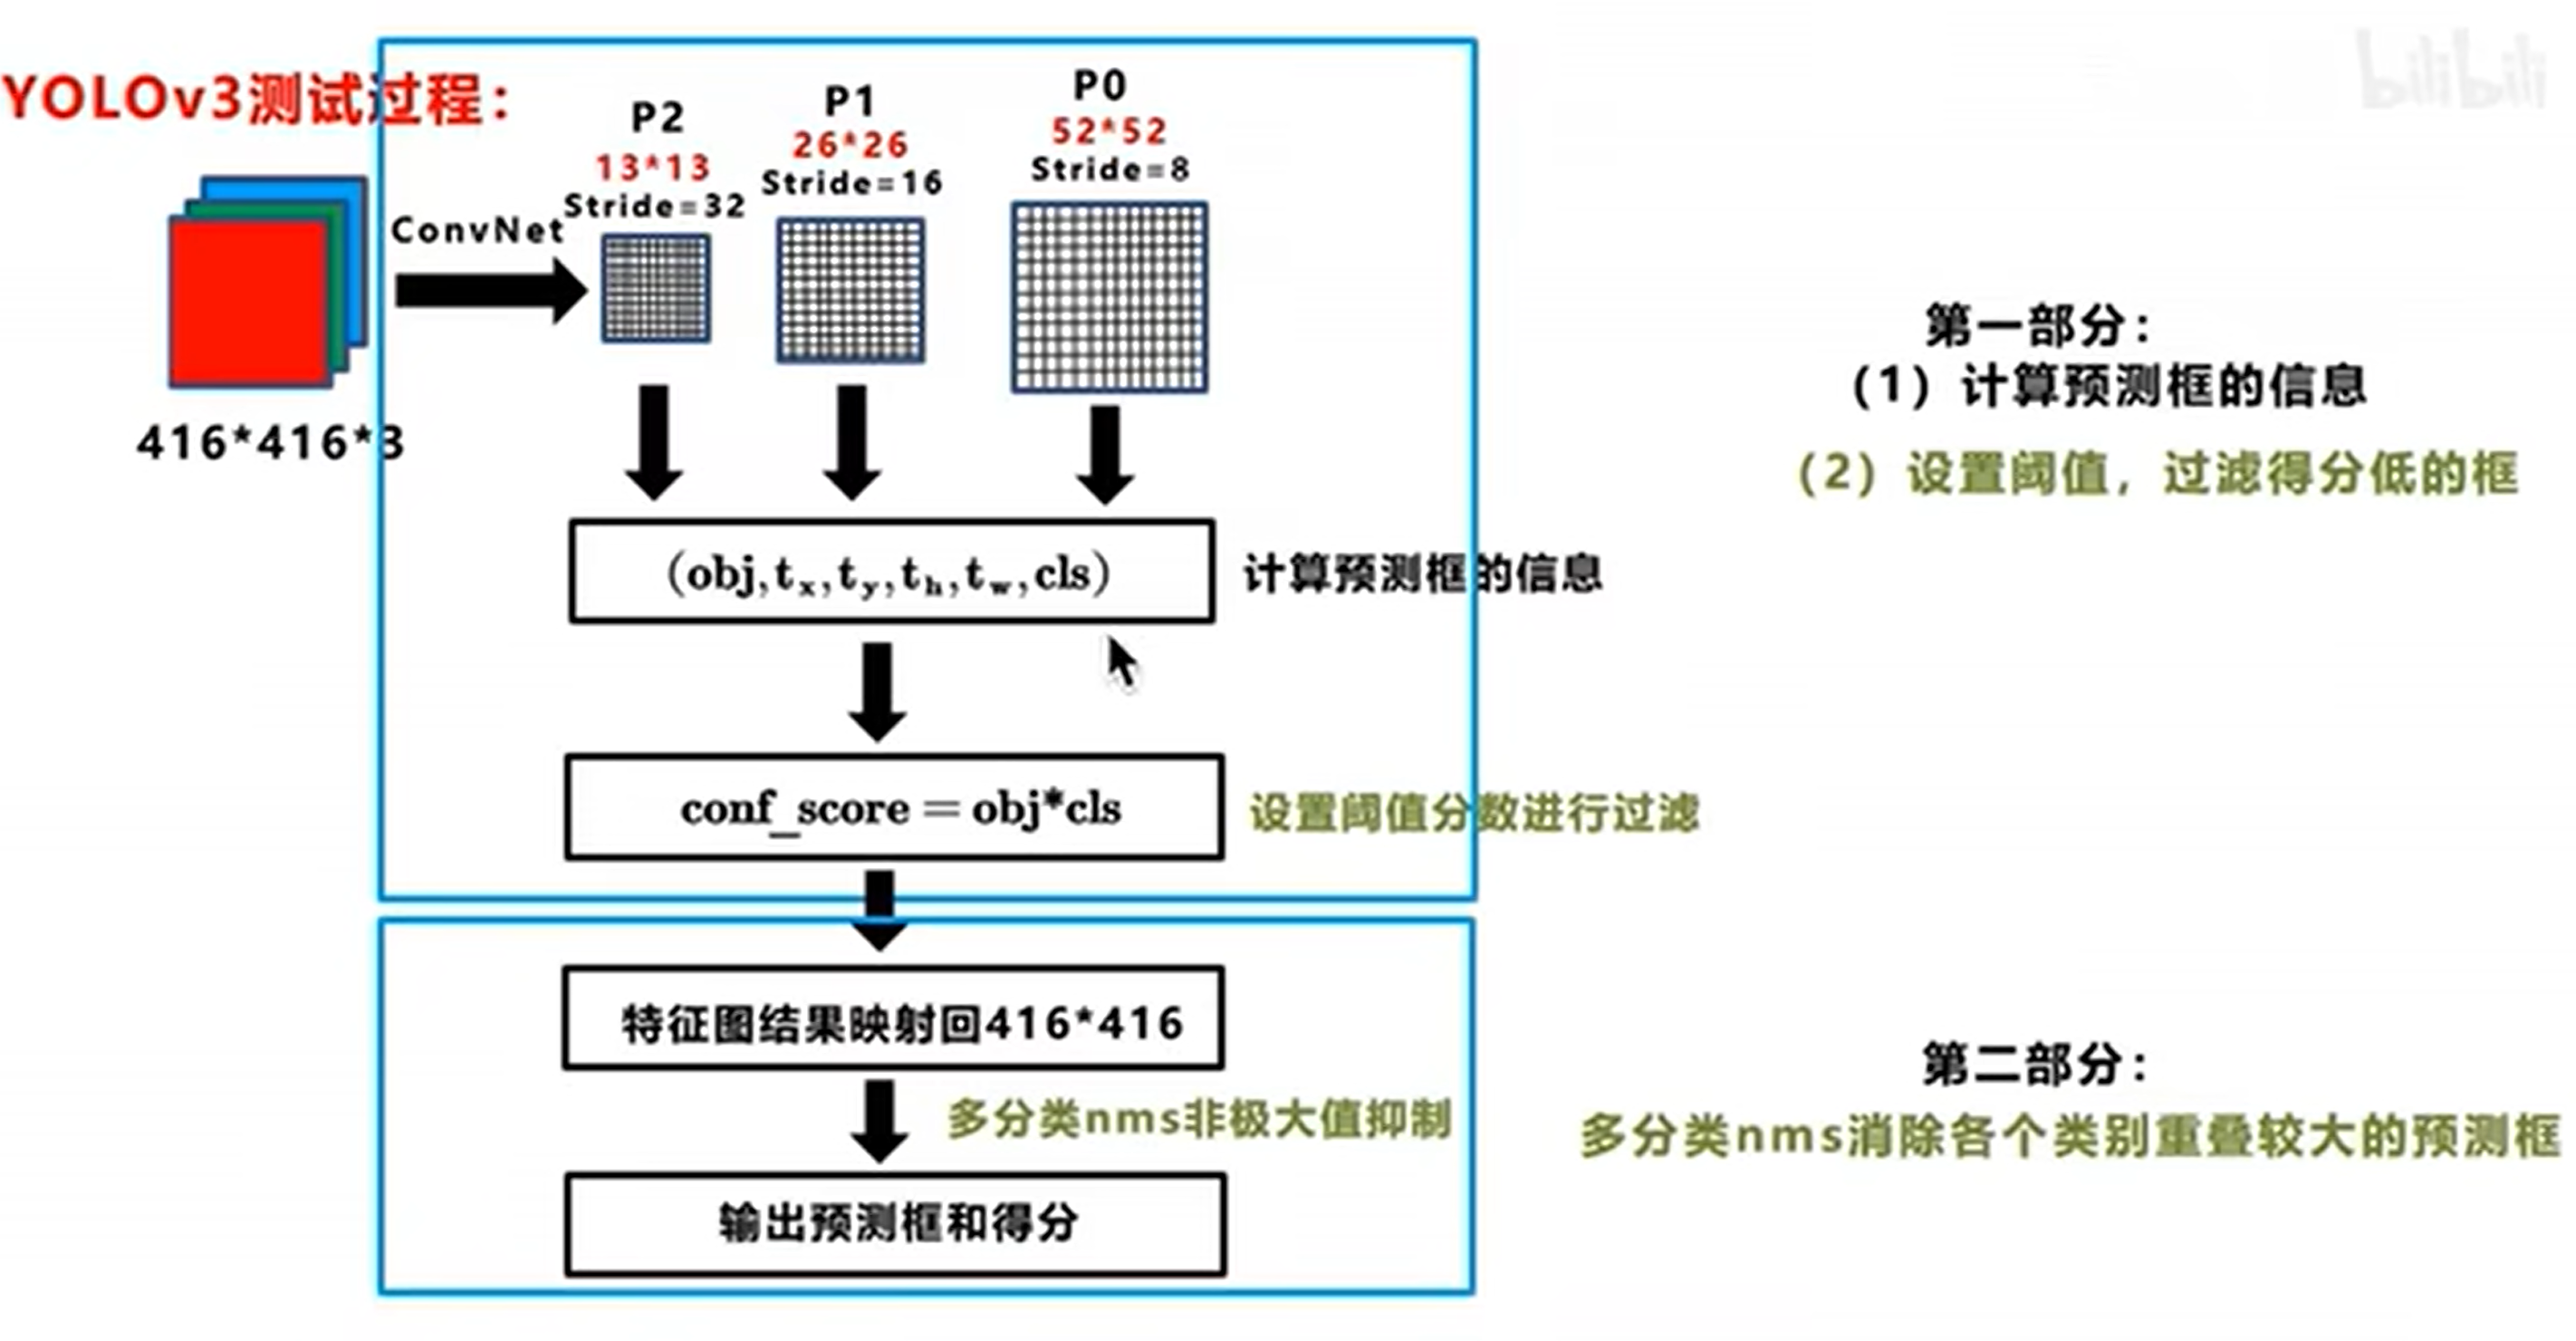 bilibili
YOLOv3测试过程：
P2
13*13
Stride=32
P1
26*26
Stride=16
P0
52*52
Stride=8
ConvNet
416*416*3
(obj,tx,ty,th,tw,cls)
计算预测框的信息
conf_score = obj*cls
设置阈值分数进行过滤
第一部分：
（1）计算预测框的信息
（2）设置阈值，过滤得分低的框
特征图结果映射回416*416
多分类nms非极大值抑制
输出预测框和得分
第二部分：
多分类nms消除各个类别重叠较大的预测框